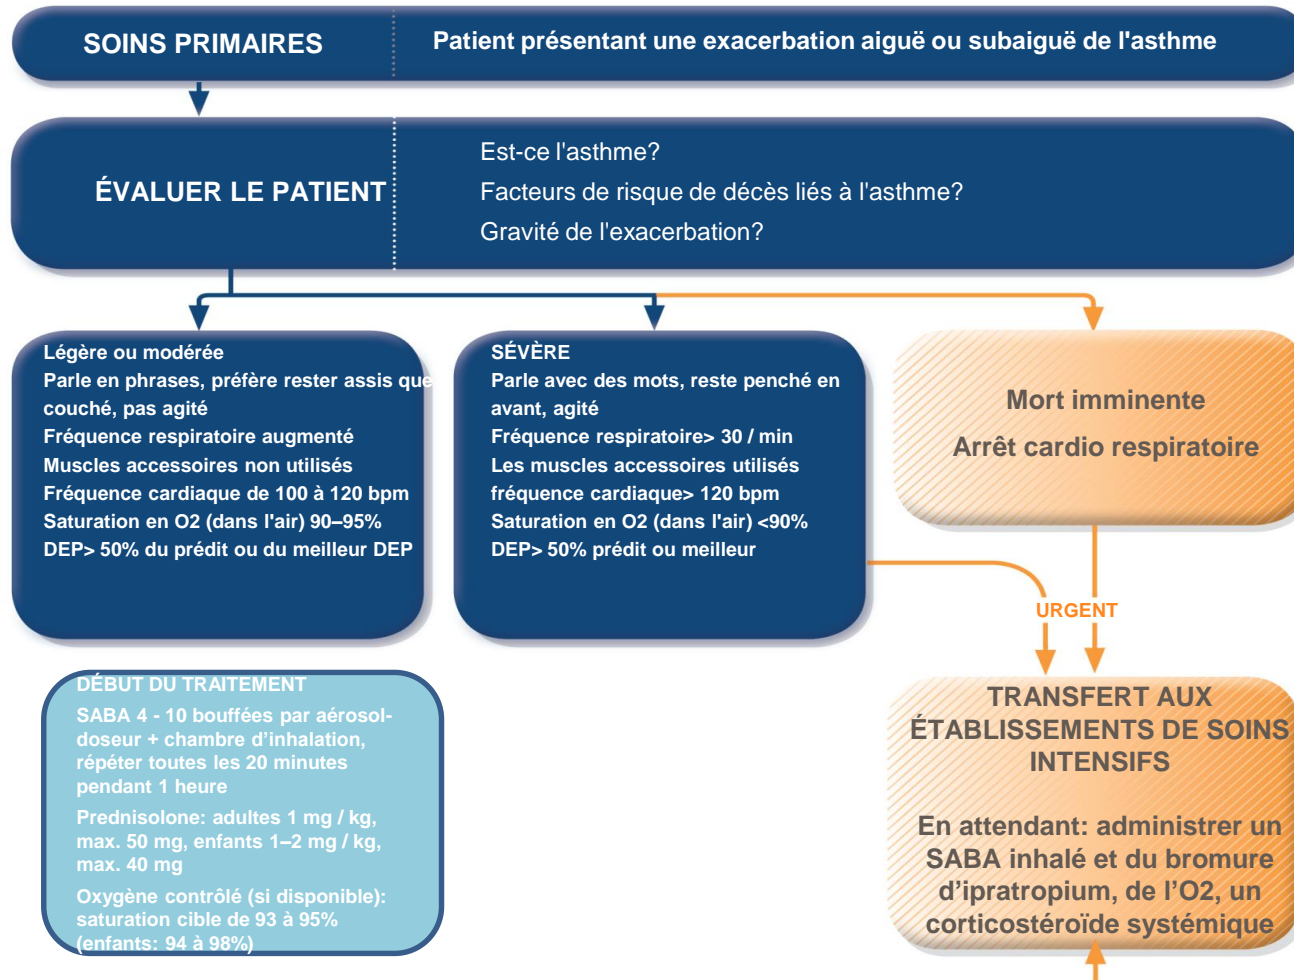 SOINS PRIMAIRES
Patient présentant une exacerbation aiguë ou subaiguë de l'asthme
ÉVALUER LE PATIENT
Est-ce l'asthme?
Facteurs de risque de décès liés à l'asthme?
Gravité de l'exacerbation?
Légère ou modérée
Parle en phrases, préfère rester assis que
couché, pas agité
Fréquence respiratoire augmenté
Muscles accessoires non utilisés
Fréquence cardiaque de 100 à 120 bpm
Saturation en O2 (dans l'air) 90–95%
DEP> 50% du prédit ou du meilleur DEP
SÉVÈRE
Parle avec des mots, reste penché en
avant, agité
Fréquence respiratoire> 30 / min
Les muscles accessoires utilisés
fréquence cardiaque> 120 bpm
Saturation en O2 (dans l'air) <90%
DEP> 50% prédit ou meilleur
Mort imminente
Arrêt cardio respiratoire
URGENT
DÉBUT DU TRAITEMENT
SABA 4 - 10 bouffées par aérosol-
doseur + chambre d’inhalation,
répéter toutes les 20 minutes
pendant 1 heure
Prednisolone: adultes 1 mg / kg,
max. 50 mg, enfants 1–2 mg / kg,
max. 40 mg
Oxygène contrôlé (si disponible):
saturation cible de 93 à 95%
(enfants: 94 à 98%)
TRANSFERT AUX
ÉTABLISSEMENTS DE SOINS
INTENSIFS
En attendant: administrer un
SABA inhalé et du bromure
d’ipratropium, de l’O2, un
corticostéroïde systémique